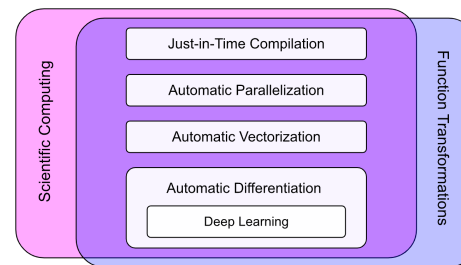 Scientific Computing
Just-in-Time Compilation
Automatic Parallelization
Automatic Vectorization
Automatic Differentiation
Deep Learning
Function Transformations